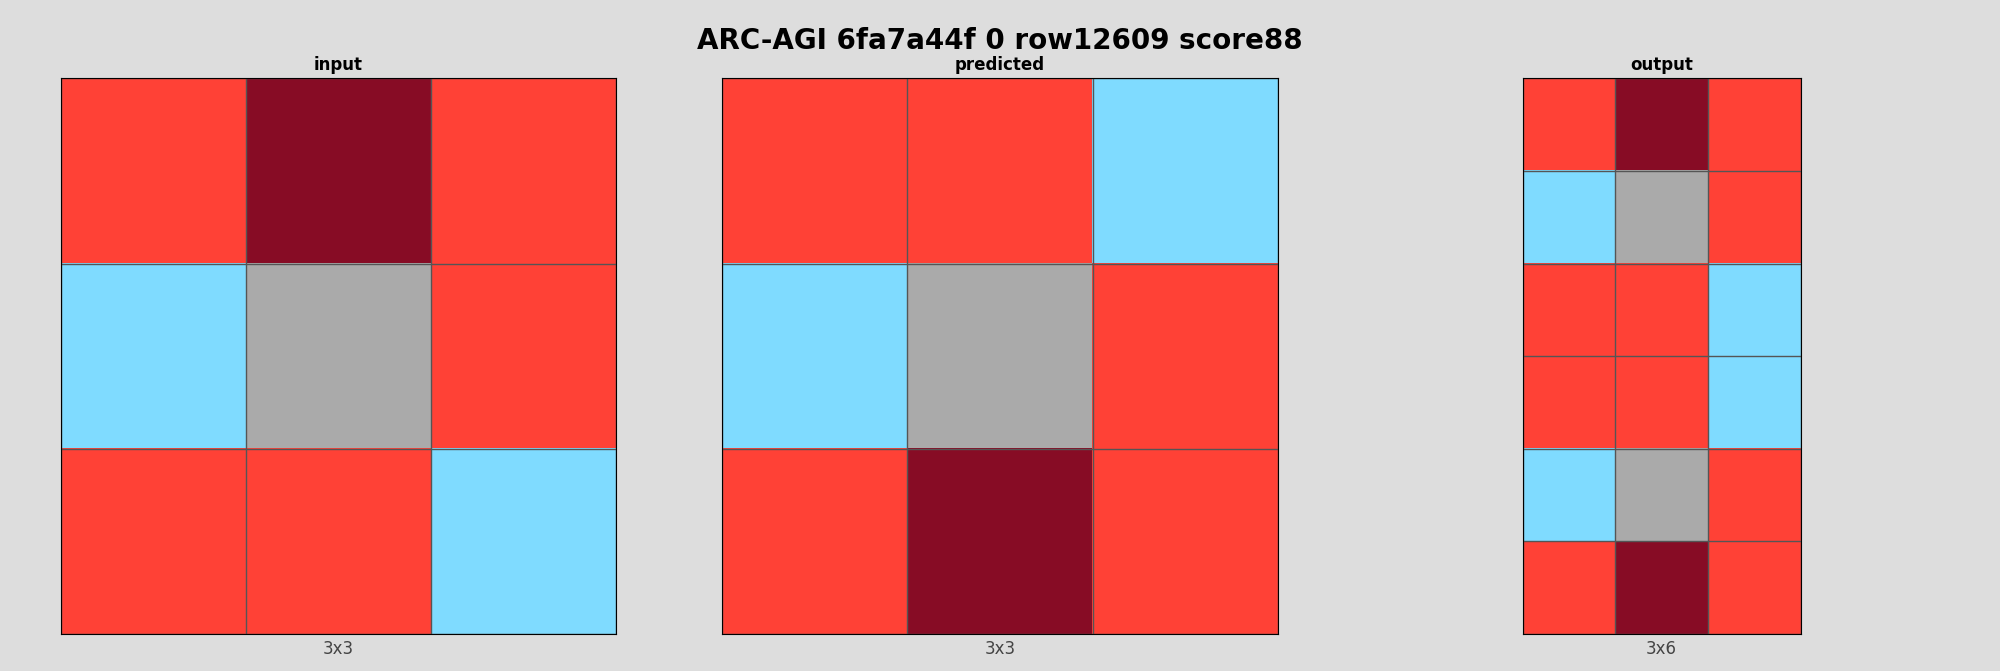 ARC-AGI 6fa7a44f 0 row12609 score88
input
predicted
output
3x3
3x3
3x6